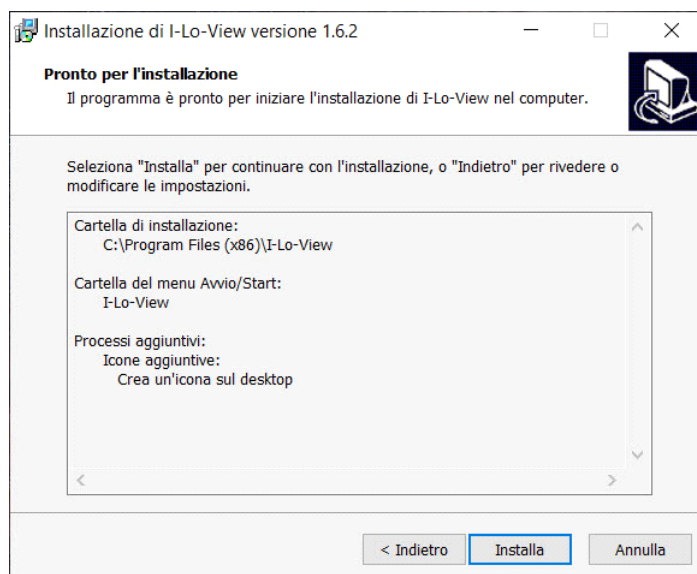 Installazione di I-Lo-View versione 1.6.2
Pronto per l'installazione
Il programma è pronto per iniziare l'installazione di I-Lo-View nel computer.
Seleziona "Installa" per continuare con l'installazione, o "Indietro" per rivedere o
modificare le impostazioni.
Cartella di installazione:
C:\Program Files (x86)\I-Lo-View
Cartella del menu Avvio/Start:
I-Lo-View
Processi aggiuntivi:
Icone aggiuntive:
Crea un'icona sul desktop
< Indietro
Installa
Annulla